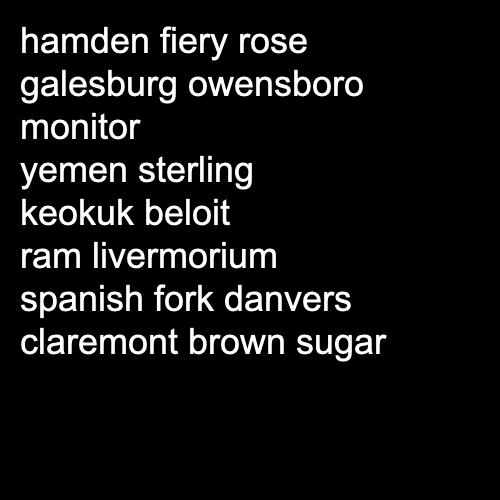 hamden fiery rose
galesburg owensboro
monitor
yemen sterling
keokuk beloit
ram livermorium
spanish fork danvers
claremont brown sugar